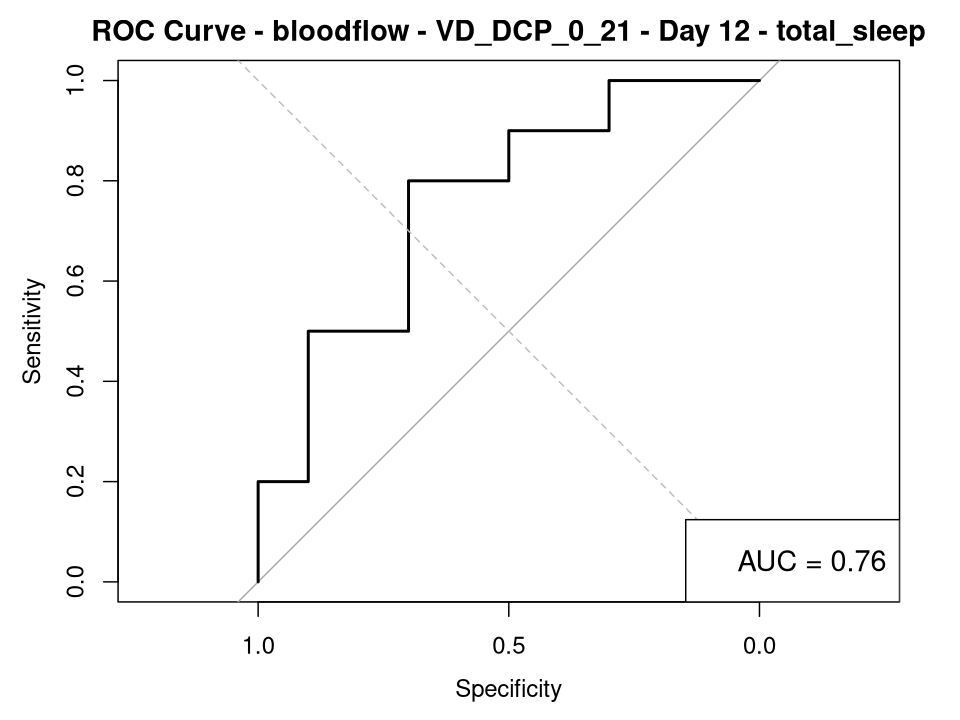 ROC Curve - bloodflow - VD_DCP_0_21 - Day 12 - total_sleep
Sensitivity
1.0
0.8
0.6
0.4
0.2
0.0
AUC = 0.76
1.0 0.5 0.0
Specificity